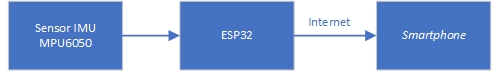 Sensor IMU
MPU6050
ESP32
Internet
Smartphone